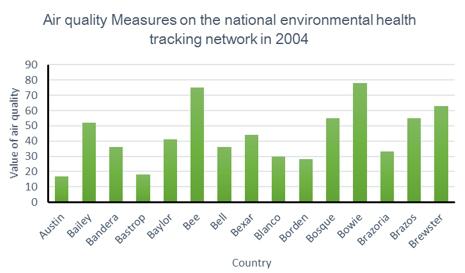 Air quality Measures on the national environmental health
tracking network in 2004
Value of air quality
90
80
70
60
50
40
30
20
10
0
Austin
Bailey
Bandera
Bastrop
Baylor
Bee
Bell
Bexar
Blanco
Borden
Bosque
Bowie
Brazoria
Brazos
Brewster
Country